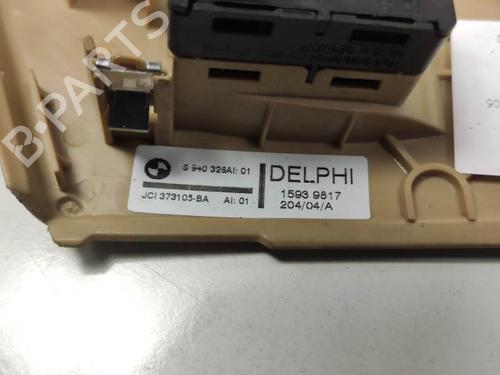 B-PARTS
6 940 326AI: 01
JCI 373105-BA AI: 01
DELPHI
1593 9817
204/04/A